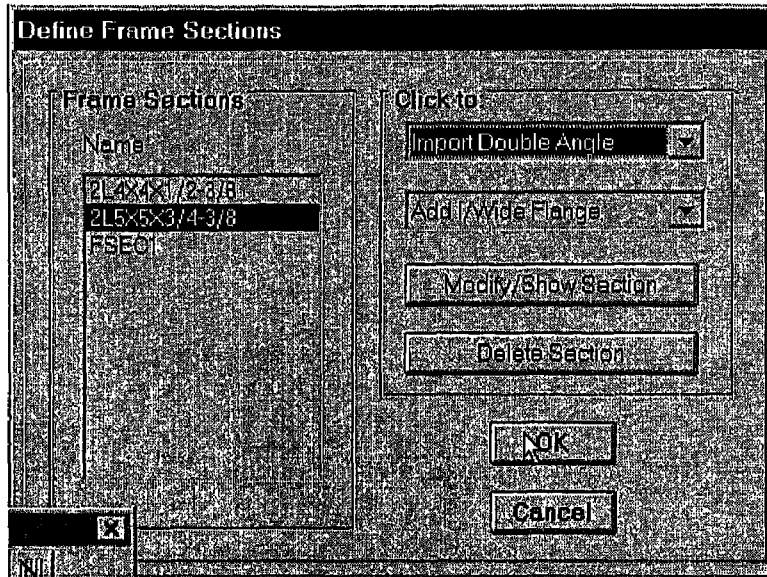 Define Frame Sections
Frame Sections
Name
2L4X4X1/2-3/8
2L5X5X3/4-3/8
FSEC1
Click to:
Import Double Angle
Add I/Wide Flange
Modify/Show Section
Delete Section
OK
Cancel